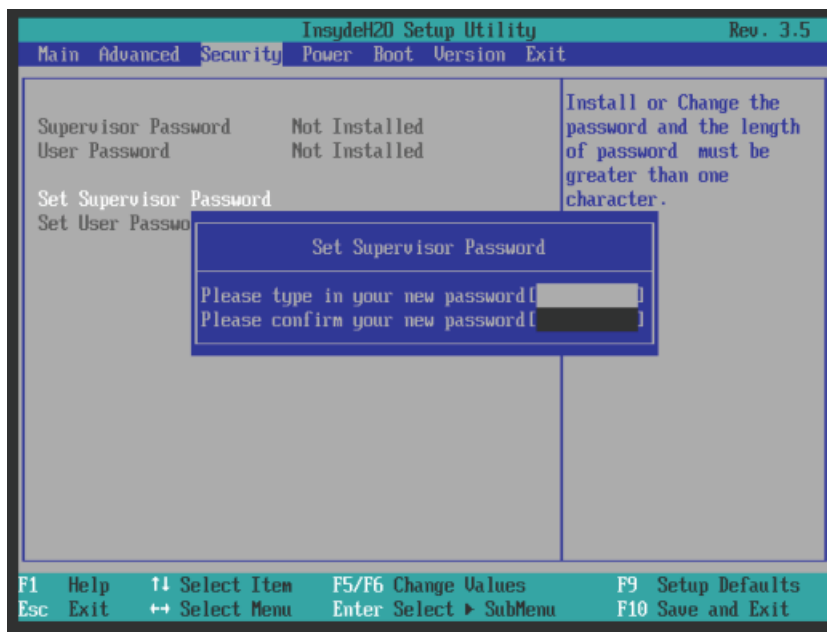 InsydeH2O Setup Utility Rev. 3.5
Main Advanced Security Power Boot Version Exit
Supervisor Password Not Installed
User Password Not Installed
Set Supervisor Password
Set User Passwo
Install or Change the
password and the length
of password must be
greater than one
character.
Set Supervisor Password
Please type in your new password[ ]
Please confirm your new password[ ]
F1 Help ↑↓ Select Item F5/F6 Change Values F9 Setup Defaults
Esc Exit ↔ Select Menu Enter Select ▶ SubMenu F10 Save and Exit